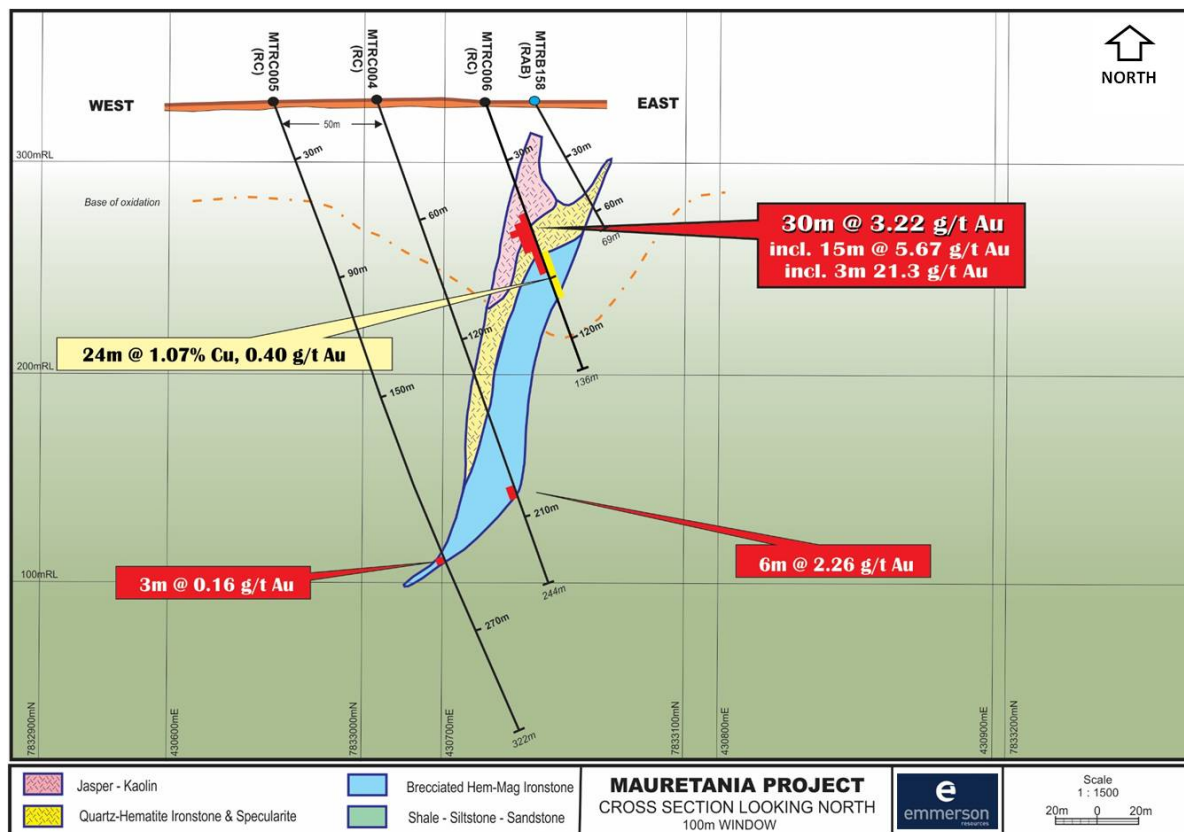 MTRC005
(RC)
MTRC004
(RC)
MTRC006
(RC)
MTRB158
(RAB)
NORTH
WEST
EAST
50m
30m
30m
30m
300mRL
Base of oxidation
60m
60m
69m
30m @ 3.22 g/t Au
incl. 15m @ 5.67 g/t Au
incl. 3m 21.3 g/t Au
90m
120m
120m
24m @ 1.07% Cu, 0.40 g/t Au
136m
200mRL
150m
210m
6m @ 2.26 g/t Au
3m @ 0.16 g/t Au
100mRL
244m
270m
322m
7832900mN
430600mE
7833000mN
430700mE
7833100mN
430800mE
430900mE
7833200mN
Jasper - Kaolin
Quartz-Hematite Ironstone & Specularite
Brecciated Hem-Mag Ironstone
Shale - Siltstone - Sandstone
MAURETANIA PROJECT
CROSS SECTION LOOKING NORTH
100m WINDOW
e
emmerson
resources
Scale
1 : 1500
20m 0 20m